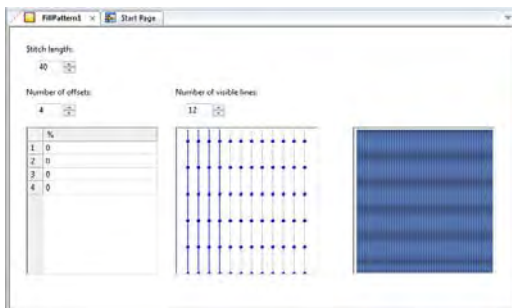 FillPattern1 × Start Page
Stitch length:
40
Number of offsets: Number of visible lines:
4 12
%
1 0
2 0
3 0
4 0